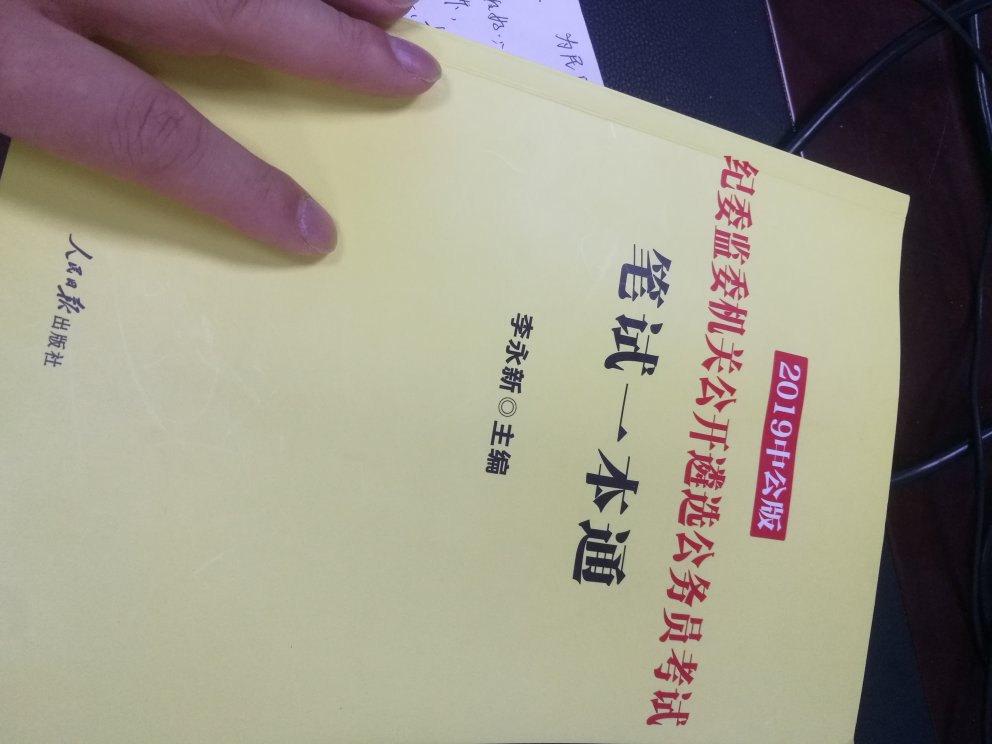 2019中公版
纪委监委机关公开遴选公务员考试
笔试一本通
李永新◎主编
人民日报出版社
为民